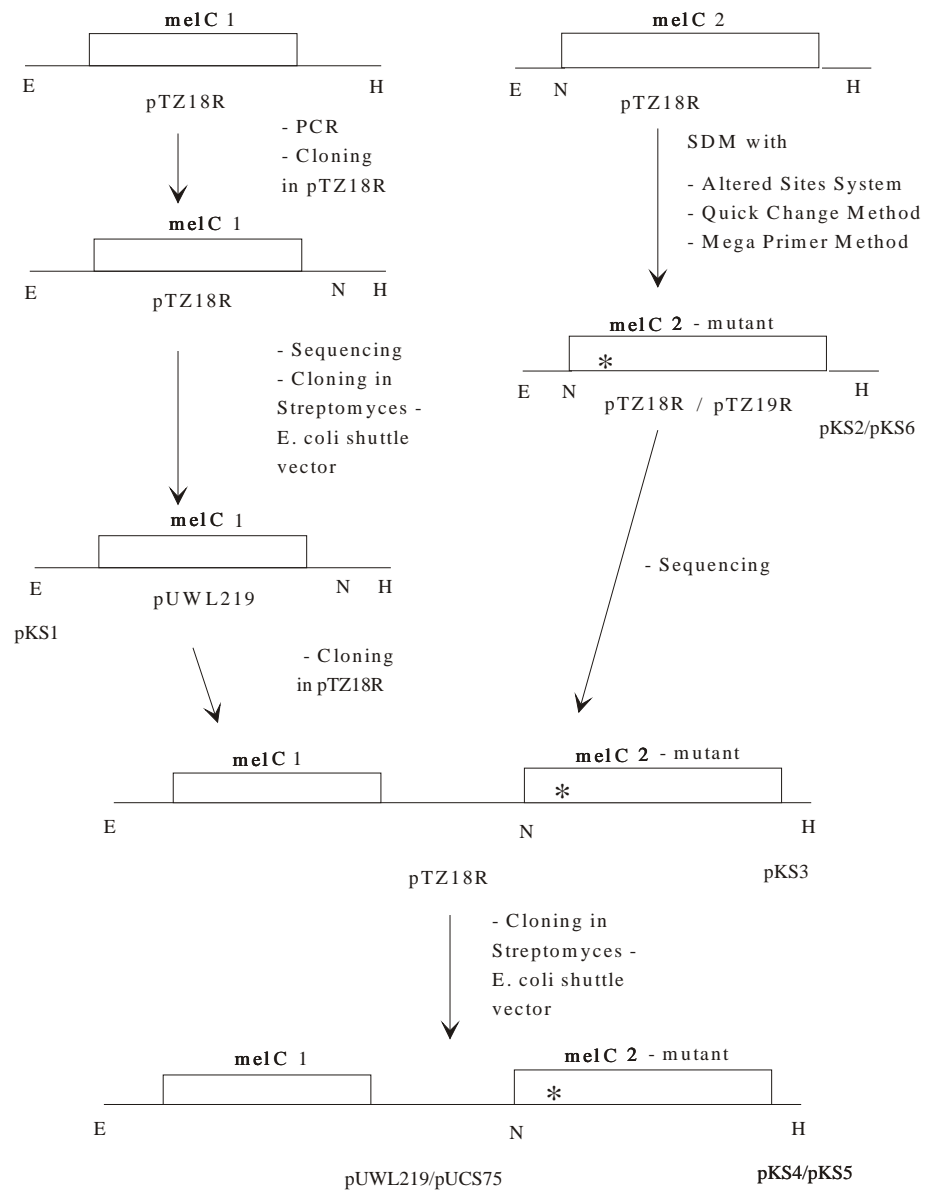 melC 1
E H
pTZ18R
- PCR
- Cloning
in pTZ18R
melC 1
E N H
pTZ18R
- Sequencing
- Cloning in
Streptomyces -
E. coli shuttle
vector
melC 1
E N H
pUWL219
pKS1
- Cloning
in pTZ18R
melC 2
E N H
pTZ18R
SDM with
- Altered Sites System
- Quick Change Method
- Mega Primer Method
melC 2 - mutant
*
E N H
pTZ18R / pTZ19R
pKS2/pKS6
- Sequencing
melC 1 melC 2 - mutant
*
E N H
pKS3
pTZ18R
- Cloning in
Streptomyces -
E. coli shuttle
vector
melC 1 melC 2 - mutant
*
E N H
pUWL219/pUCS75 pKS4/pKS5